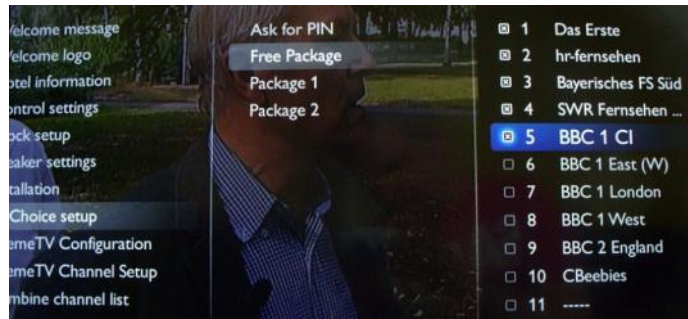 elcome message
elcome logo
otel information
ontrol settings
ock setup
eaker settings
tallation
Choice setup
emeTV Configuration
emeTV Channel Setup
mbine channel list
Ask for PIN
Free Package
Package 1
Package 2
1 Das Erste
2 hr-fernsehen
3 Bayerisches FS Süd
4 SWR Fernsehen ...
5 BBC 1 CI
6 BBC 1 East (W)
7 BBC 1 London
8 BBC 1 West
9 BBC 2 England
10 CBeebies
11 -----